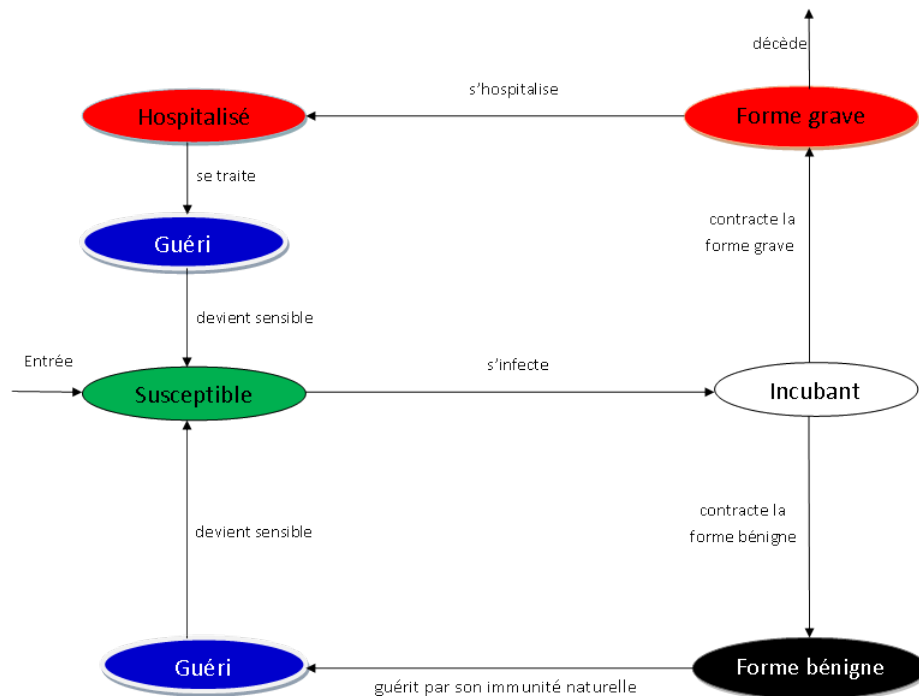 décède
s'hospitalise
Hospitalisé
Forme grave
se traite
contracte la
forme grave
Guéri
devient sensible
Entrée
s'infecte
Susceptible
Incubant
contracte la
forme bénigne
devient sensible
Guéri
Forme bénigne
guérit par son immunité naturelle